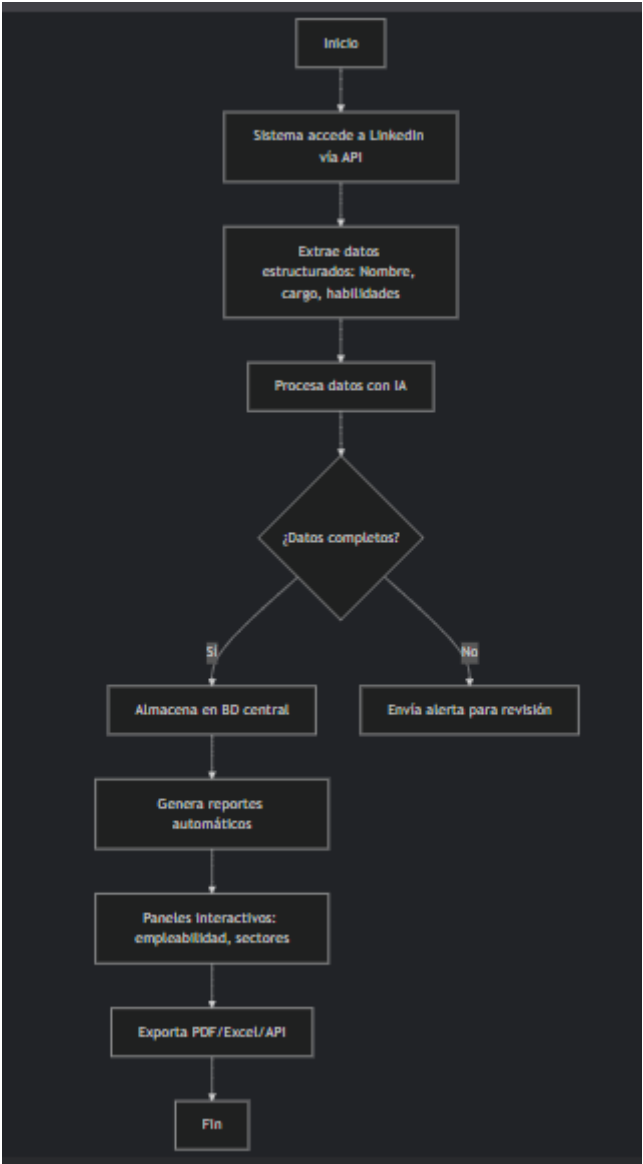 Inicio
Sistema accede a LinkedIn
vía API
Extrae datos
estructurados: Nombre,
cargo, habilidades
Procesa datos con IA
¿Datos completos?
Sí
No
Almacena en BD central
Envía alerta para revisión
Genera reportes
automáticos
Paneles interactivos:
empleabilidad, sectores
Exporta PDF/Excel/API
Fin